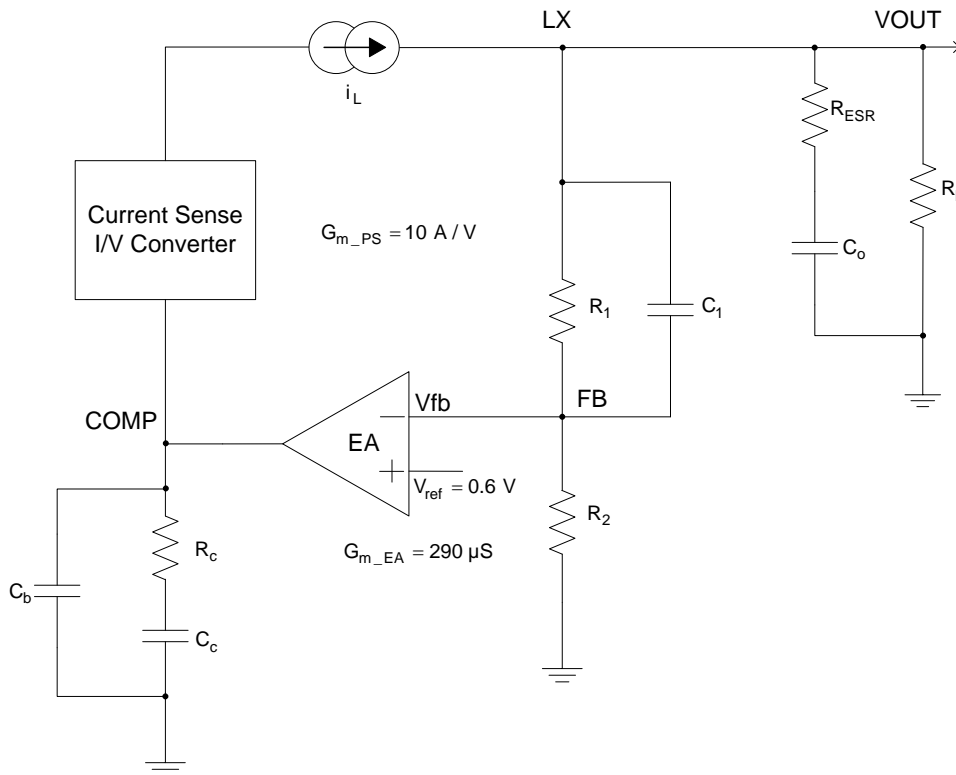 LX
VOUT
i_L
R_ESR
Current Sense
I/V Converter
G_m_PS = 10 A / V
R_1
C_1
C_o
Vfb
FB
COMP
EA
V_ref = 0.6 V
R_2
G_m_EA = 290 µS
R_c
C_b
C_c